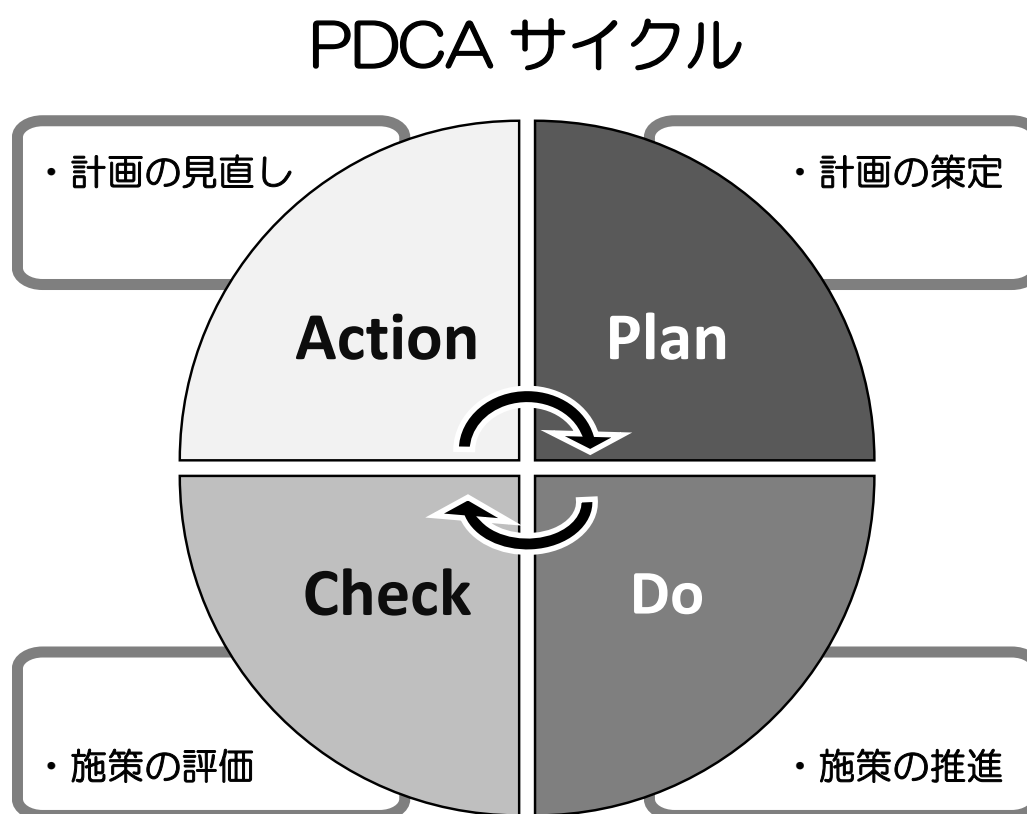 PDCA サイクル
・計画の見直し
・計画の策定
Action
Plan
Check
Do
・施策の評価
・施策の推進